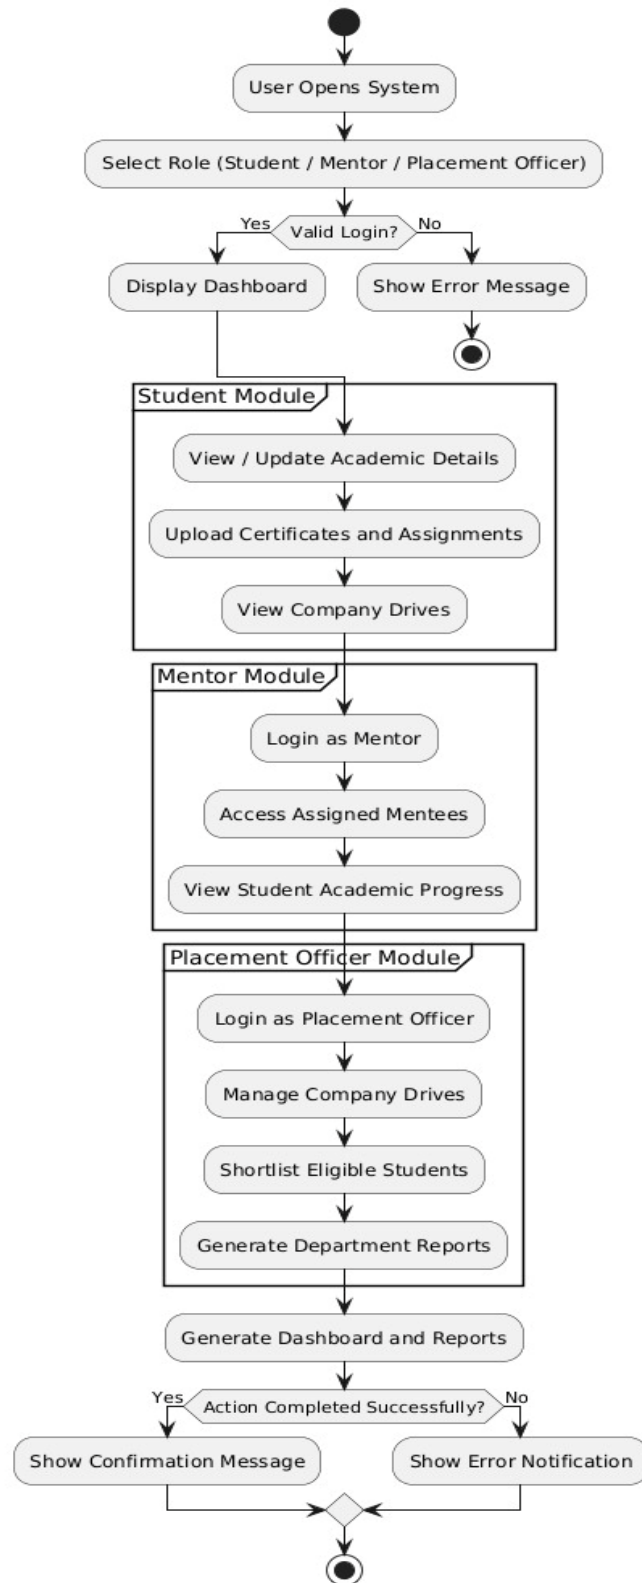 User Opens System
Select Role (Student / Mentor / Placement Officer)
Yes
Valid Login?
No
Display Dashboard
Show Error Message
Student Module
View / Update Academic Details
Upload Certificates and Assignments
View Company Drives
Mentor Module
Login as Mentor
Access Assigned Mentees
View Student Academic Progress
Placement Officer Module
Login as Placement Officer
Manage Company Drives
Shortlist Eligible Students
Generate Department Reports
Generate Dashboard and Reports
Yes
Action Completed Successfully?
No
Show Confirmation Message
Show Error Notification